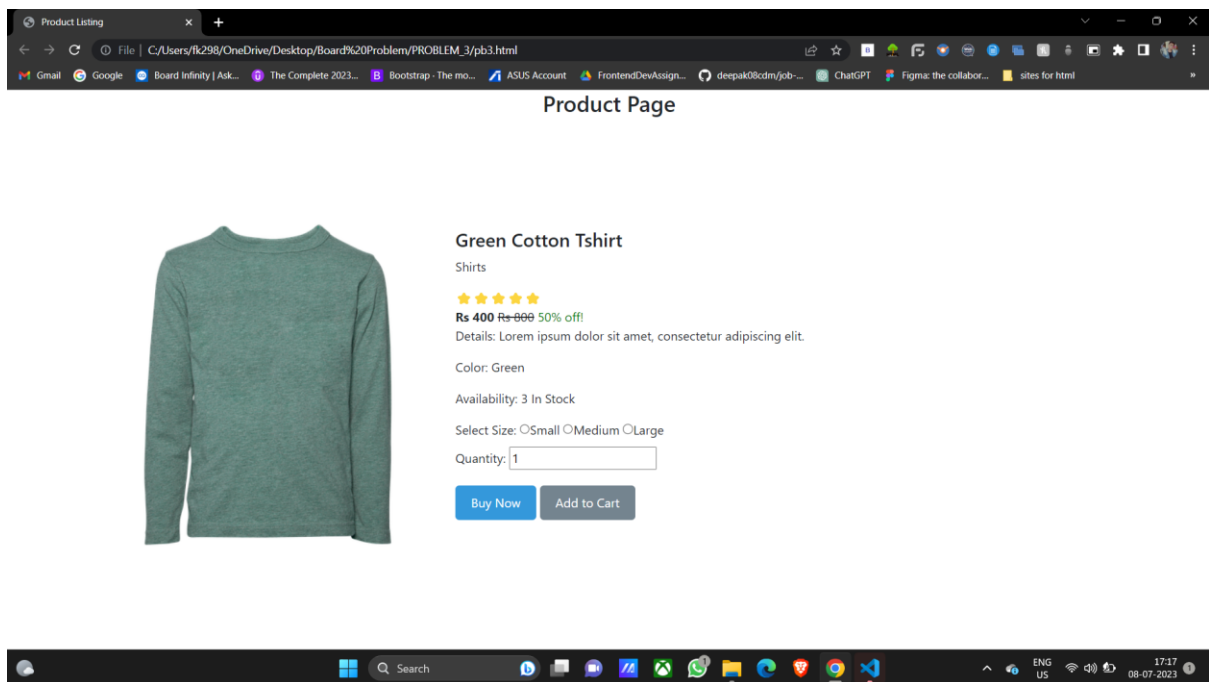 Product Listing
File C:/Users/fk298/OneDrive/Desktop/Board%20Problem/PROBLEM_3/pb3.html
Gmail Google Board Infinity | Ask... The Complete 2023... Bootstrap · The mo... ASUS Account FrontendDevAssign... deepak08cdm/job-... ChatGPT Figma: the collabor... sites for html »
Product Page
Green Cotton Tshirt
Shirts
Rs 400 Rs 800 50% off!
Details: Lorem ipsum dolor sit amet, consectetur adipiscing elit.
Color: Green
Availability: 3 In Stock
Select Size: Small Medium Large
Quantity: 1
Buy Now Add to Cart
Search
ENG
US
17:17
08-07-2023
1